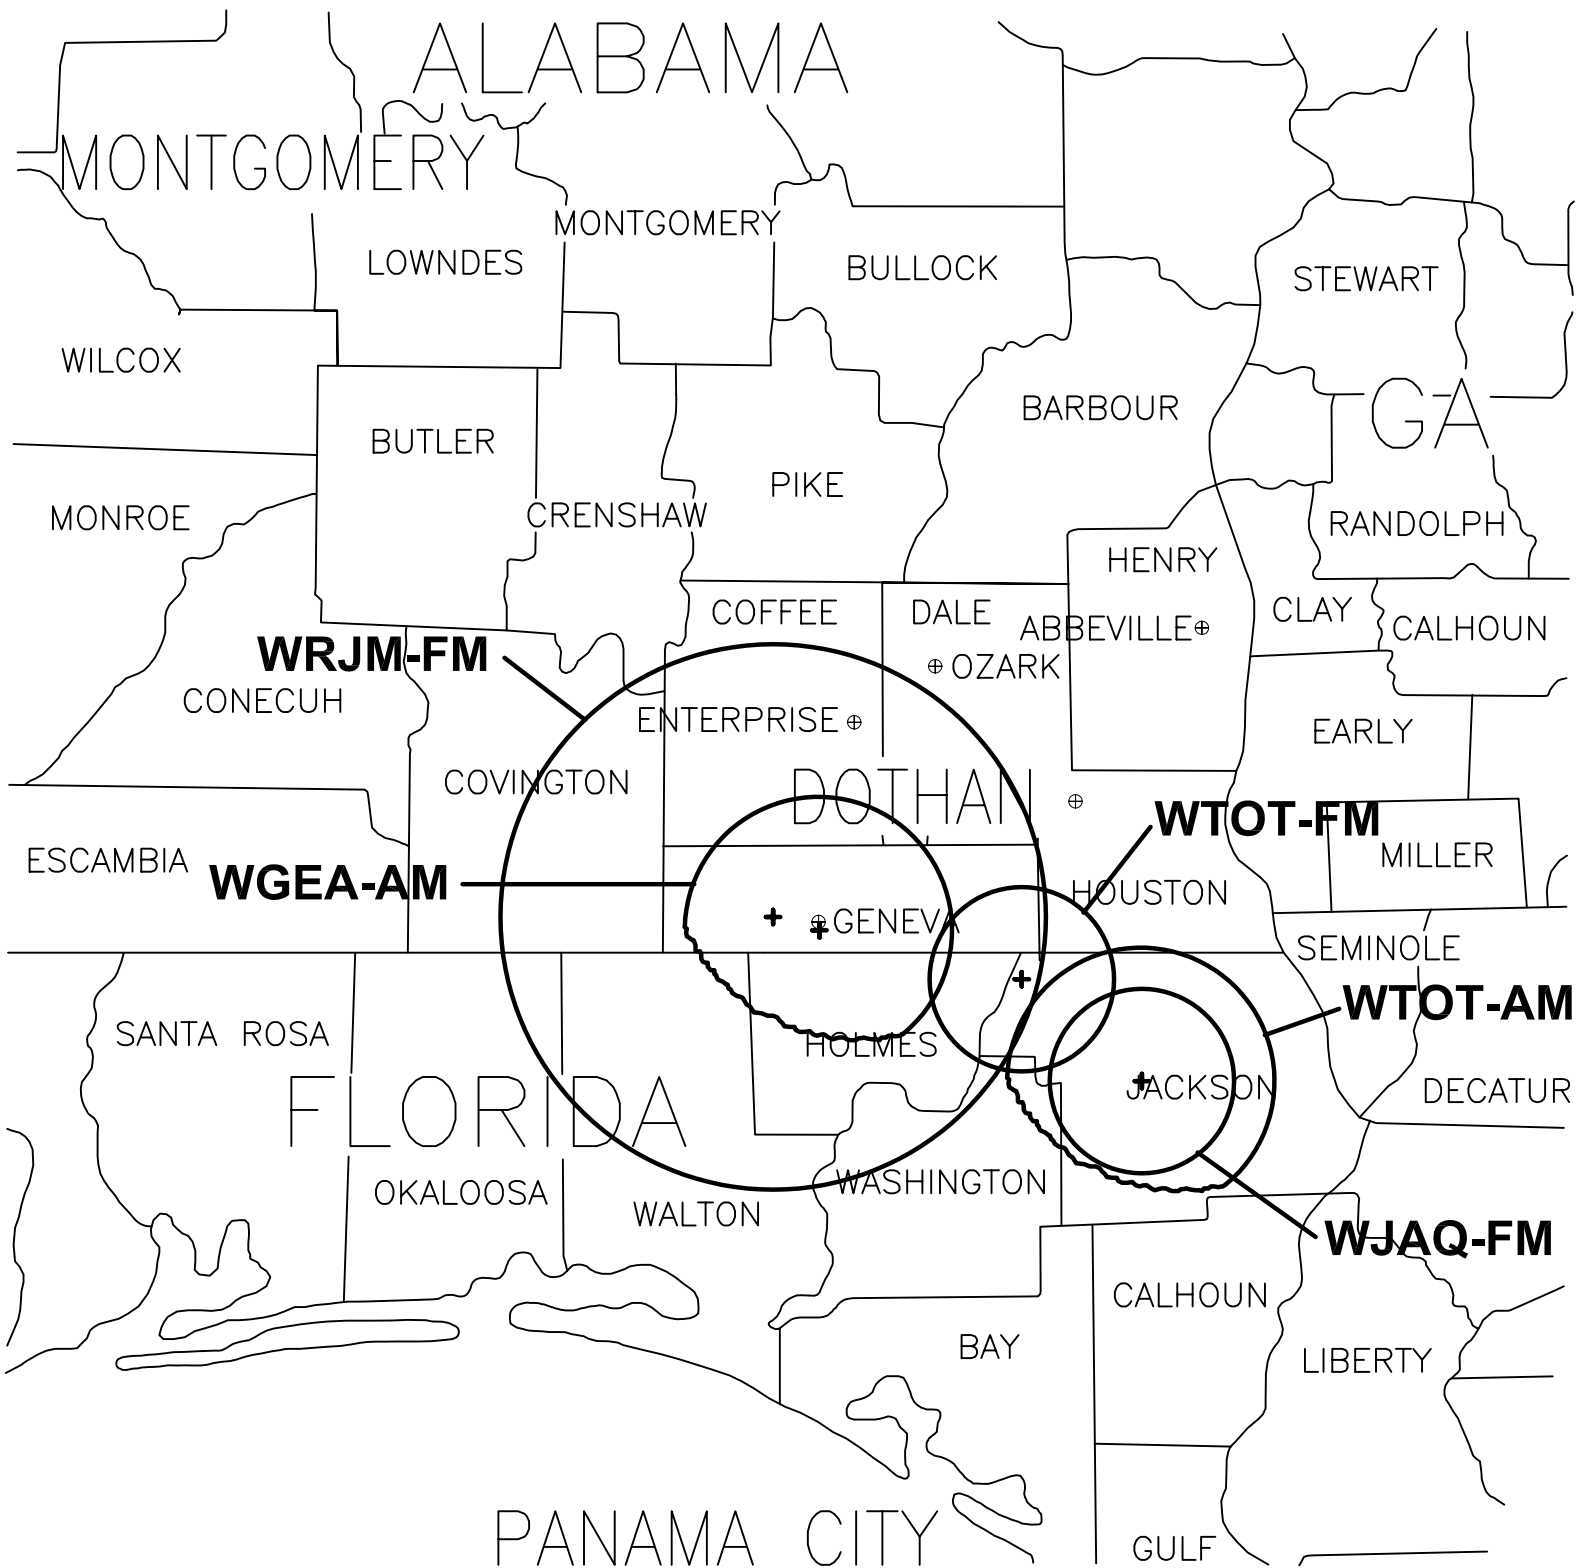 ALABAMA
MONTGOMERY
MONTGOMERY
LOWNDES
BULLOCK
STEWART
WILCOX
BARBOUR
GA
BUTLER
PIKE
MONROE
CRENSHAW
RANDOLPH
HENRY
COFFEE
DALE
CLAY
ABBEVILLE
CALHOUN
WRJM-FM
OZARK
CONECUH
ENTERPRISE
EARLY
COVINGTON
DOTHAN
WTOT-FM
ESCAMBIA
MILLER
WGEA-AM
HOUSTON
GENEVA
SEMINOLE
WTOT-AM
SANTA ROSA
HOLMES
JACKSON
DECATUR
FLORIDA
OKALOOSA
WASHINGTON
WALTON
WJAQ-FM
CALHOUN
BAY
LIBERTY
PANAMA CITY
GULF